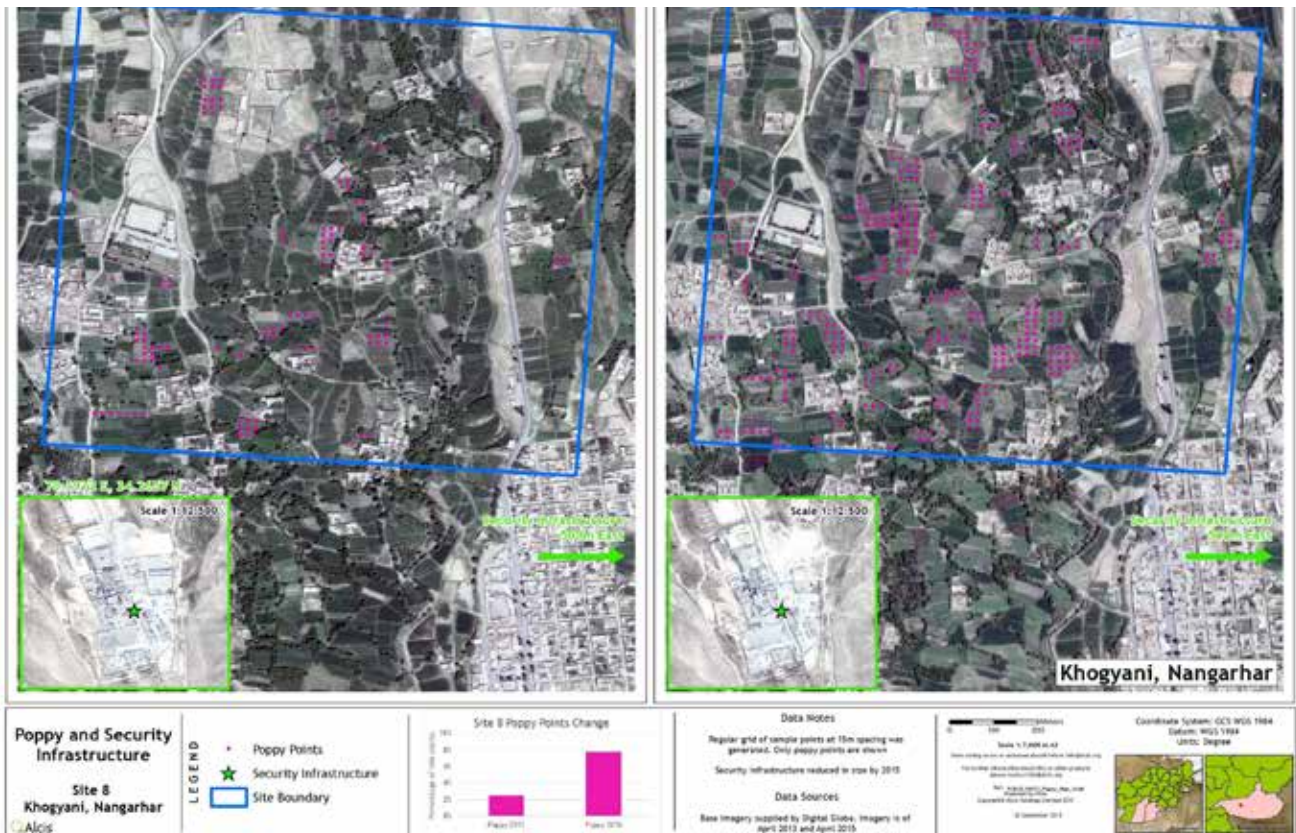 Scale 1:12,500
Scale 1:12,500
Security Infrastructure
East
Security Infrastructure
East
Khogyani, Nangarhar
Poppy and Security
Infrastructure
Site 8
Khogyani, Nangarhar
Alcis
LEGEND
Poppy Points
Security Infrastructure
Site Boundary
Site 8 Poppy Points Change
Data Notes
Regular grid of sample points at 15m spacing was
generated. Only poppy points are shown
Security Infrastructure reduced in size by 2015
Data Sources
Base Imagery supplied by Digital Globe. Imagery is of
April 2013 and April 2015
Coordinate System: GCS WGS 1984
Datum: WGS 1984
Units: Degree